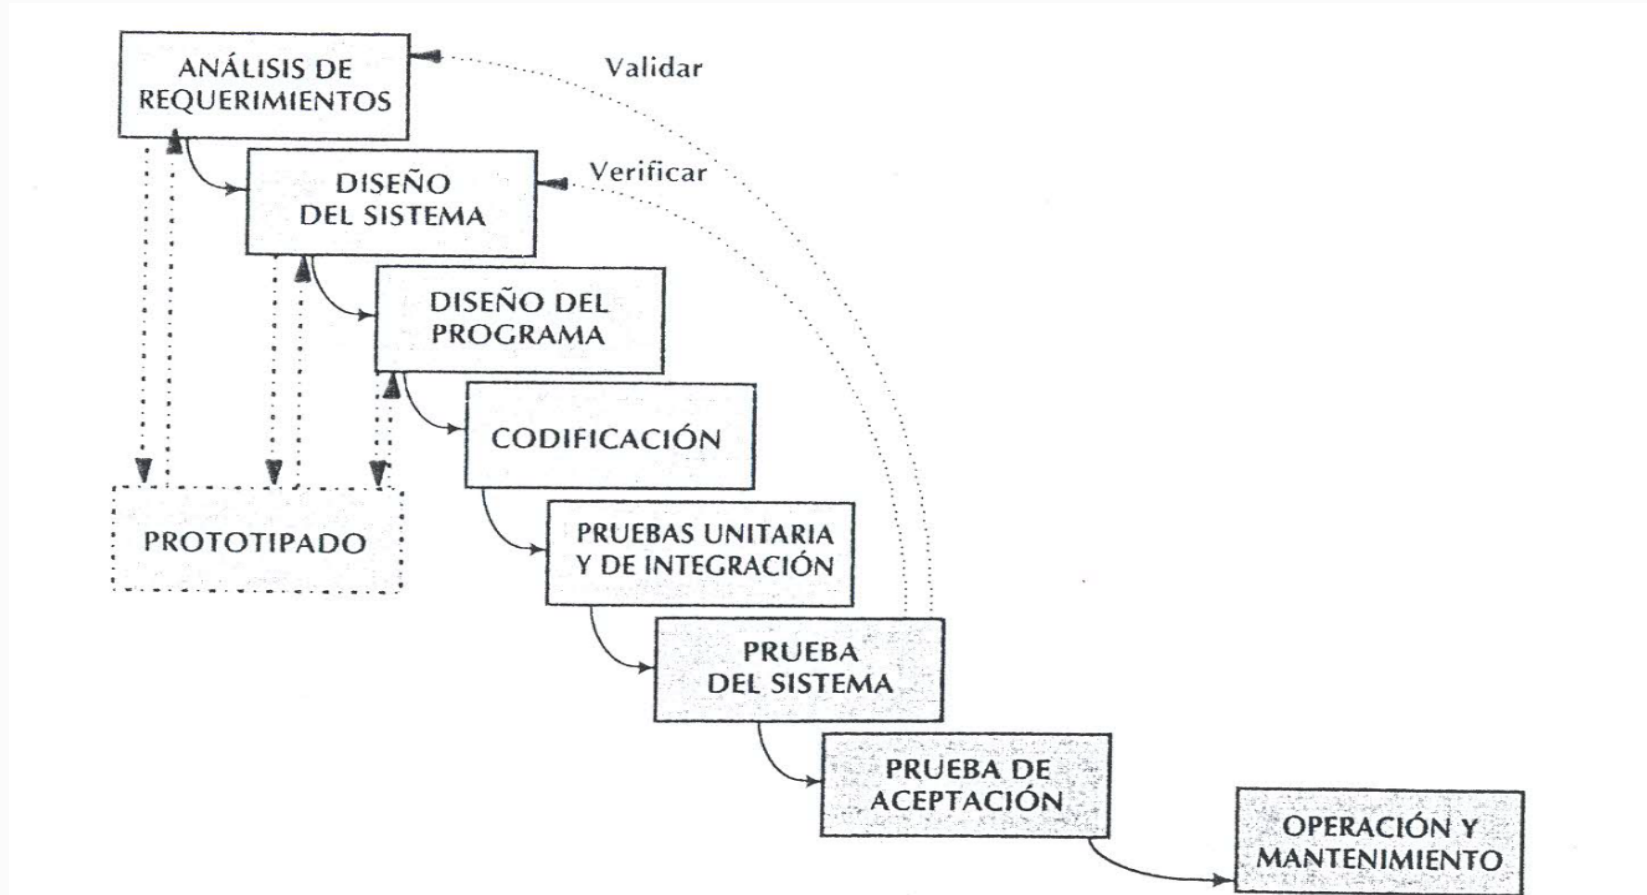 ANÁLISIS DE
REQUERIMIENTOS
Validar
DISEÑO
DEL SISTEMA
Verificar
DISEÑO DEL
PROGRAMA
CODIFICACIÓN
PROTOTIPADO
PRUEBAS UNITARIA
Y DE INTEGRACIÓN
PRUEBA
DEL SISTEMA
PRUEBA DE
ACEPTACIÓN
OPERACIÓN Y
MANTENIMIENTO